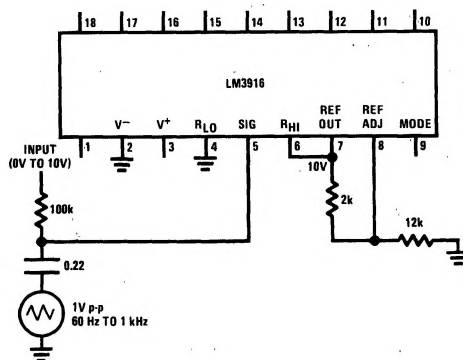 18 17 16 15 14 13 12 11 10
LM3916
V− V+ RLO SIG RHI REF OUT REF ADJ MODE
1 2 3 4 5 6 7 8 9
INPUT
(0V TO 10V)
10V
100k
2k
12k
0.22
1V p-p
60 Hz TO 1 kHz